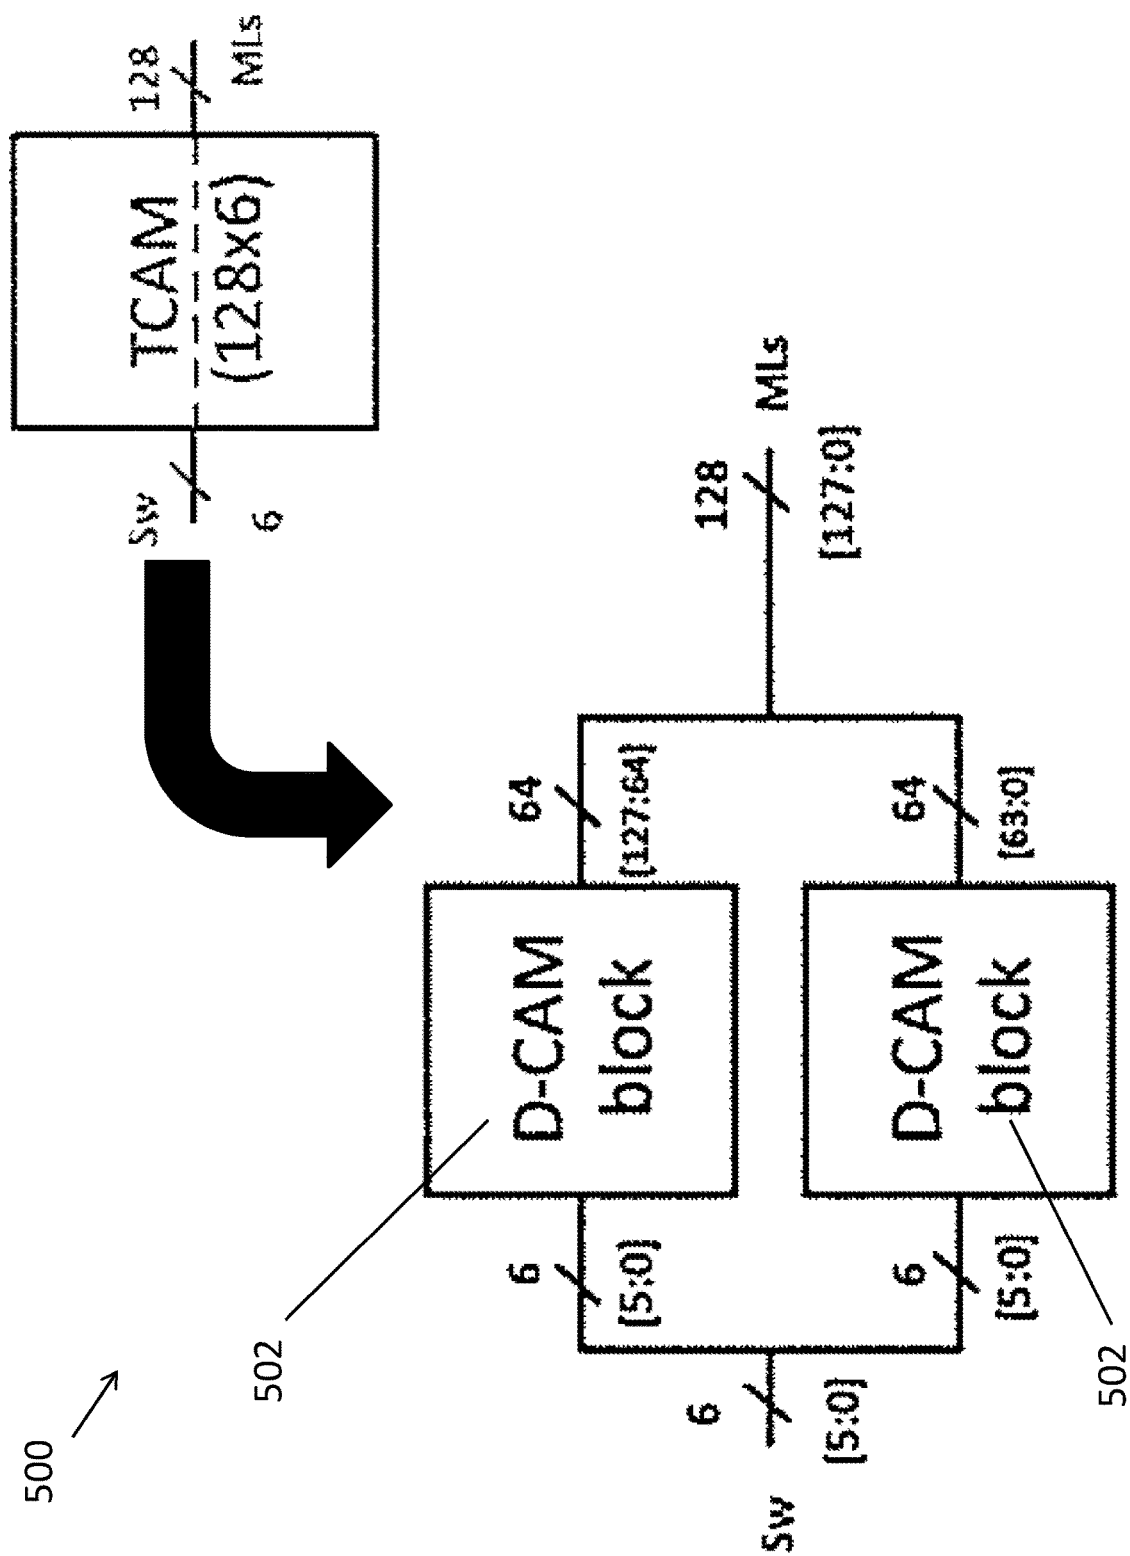 500
Sw
6
TCAM
(128x6)
128
MLs
502
6
[5:0]
D-CAM
block
64
[127:64]
Sw
6
[5:0]
128
MLs
[127:0]
6
[5:0]
D-CAM
block
64
[63:0]
502